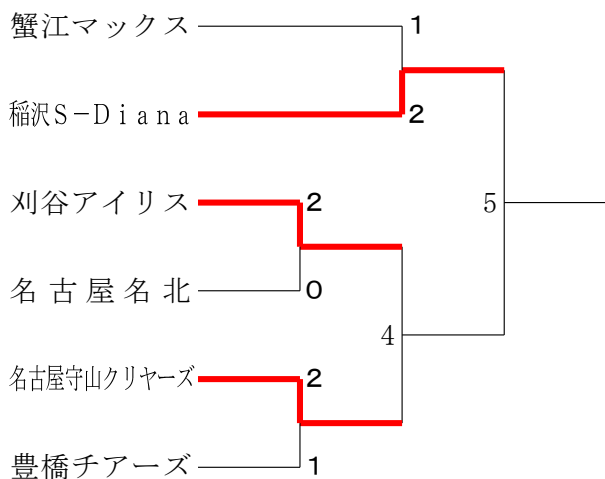 蟹江マックス
1
稲沢S－Diana
2
刈谷アイリス
2
5
名古屋名北
0
4
名古屋守山クリヤーズ
2
豊橋チアーズ
1